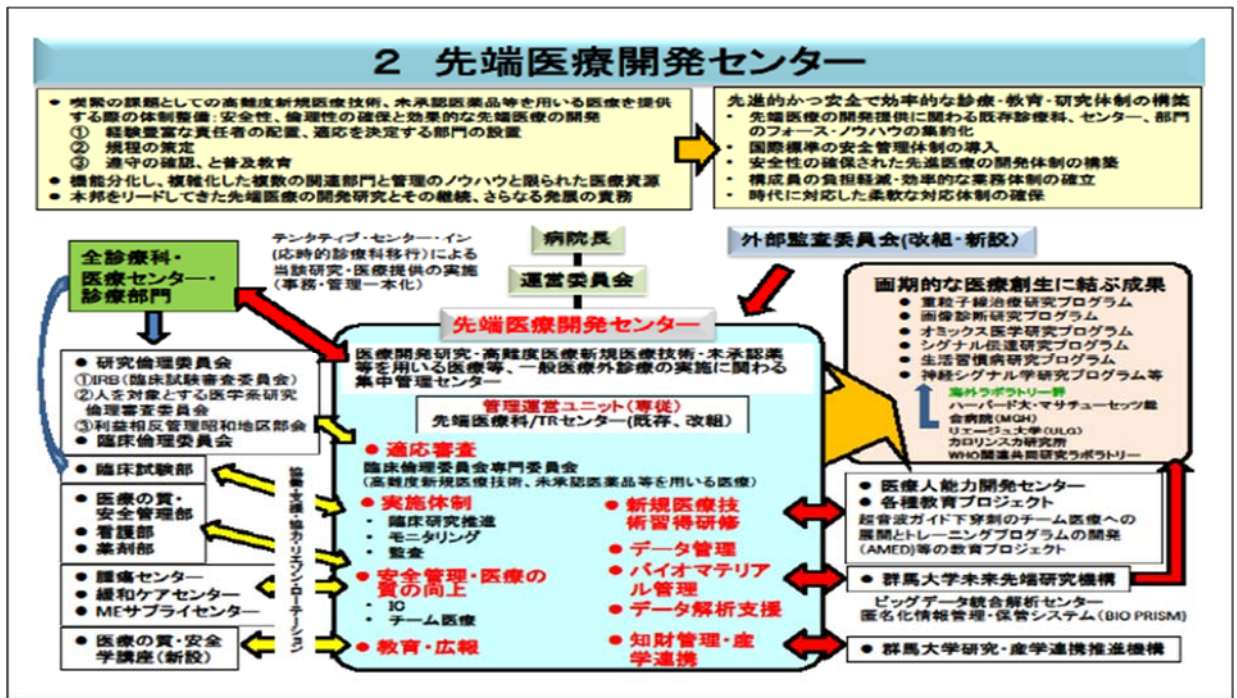 2 先端医療開発センター
● 喫緊の課題としての高難度新規医療技術、未承認医薬品等を用いる医療を提供
する際の体制整備：安全性、倫理性の確保と効果的な先端医療の開発
① 経験豊富な責任者の配置、適応を決定する部門の設置
② 規程の策定
③ 遵守の確認、と普及教育
● 機能分化し、複雑化した複数の関連部門と管理のノウハウと限られた医療資源
● 本邦をリードしてきた先端医療の開発研究とその継続、さらなる発展の責務
先進的かつ安全で効率的な診療・教育・研究体制の構築
・ 先進医療の開発提供に関わる既存診療科、センター、部門
のフォース・ノウハウの集約化
・ 国際標準の安全管理体制の導入
・ 安全性の確保された先進医療の開発体制の構築
・ 構成員の負担軽減・効率的な業務体制の確立
・ 時代に対応した柔軟な対応体制の確保
全診療科・
医療センター・
診療部門
テンタティブ・センター・イン
(応時的診療科移行)による
当該研究・医療提供の実施
(事務・管理一本化)
病院長
運営委員会
外部監査委員会(改組・新設)
先端医療開発センター
医療開発研究・高難度医療新規医療技術・未承認薬
等を用いる医療等、一般医療外診療の実施に関わる
集中管理センター
管理運営ユニット(専従)
先端医療科/TRセンター(既存、改組)
● 適応審査
臨床倫理委員会専門委員会
(高難度新規医療技術、未承認医薬品等を用いる医療)
● 実施体制
・ 臨床研究推進
・ モニタリング
・ 監査
● 安全管理・医療の
質の向上
・ IC
・ チーム医療
● 教育・広報
● 新規医療技
術習得研修
● データ管理
● バイオマテリア
ル管理
● データ解析支援
● 知財管理・産
学連携
● 研究倫理委員会
①IRB(臨床試験審査委員会)
②人を対象とする医学系研究
倫理審査委員会
③利益相反管理昭和地区部会
● 臨床倫理委員会
● 臨床試験部
● 医療の質・
安全管理部
● 看護部
● 薬剤部
● 腫瘍センター
● 緩和ケアセンター
● MEサプライセンター
● 医療の質・安全
学講座(新設)
協働・支援・協力・リエゾン・ローテーション
画期的な医療創生に結ぶ成果
● 重粒子線治療研究プログラム
● 画像診断研究プログラム
● オミックス医学研究プログラム
● シグナル伝達研究プログラム
● 生活習慣病研究プログラム
● 神経シグナル学研究プログラム等
海外ラボラトリー群
ハーバード大・マサチューセッツ総
合病院(MGH)
リエージュ大学(ULG)
カロリンスカ研究所
WHO関連共同研究ラボラトリー
● 医療人能力開発センター
● 各種教育プロジェクト
超音波ガイド下穿刺のチーム医療への
展開とトレーニングプログラムの開発
(AMED)等の教育プロジェクト
● 群馬大学未来先端研究機構
ビッグデータ統合解析センター
匿名化情報管理・保管システム(BIO PRISM)
● 群馬大学研究・産学連携推進機構